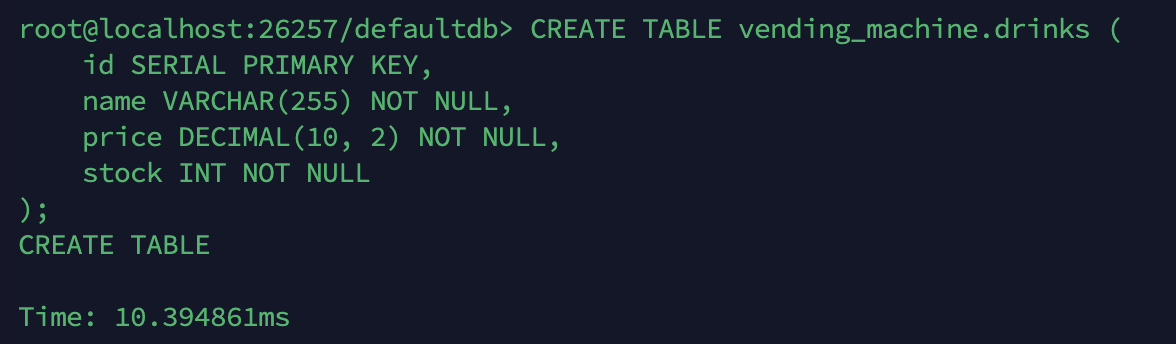 root@localhost:26257/defaultdb> CREATE TABLE vending_machine.drinks (
    id SERIAL PRIMARY KEY,
    name VARCHAR(255) NOT NULL,
    price DECIMAL(10, 2) NOT NULL,
    stock INT NOT NULL
);
CREATE TABLE

Time: 10.394861ms